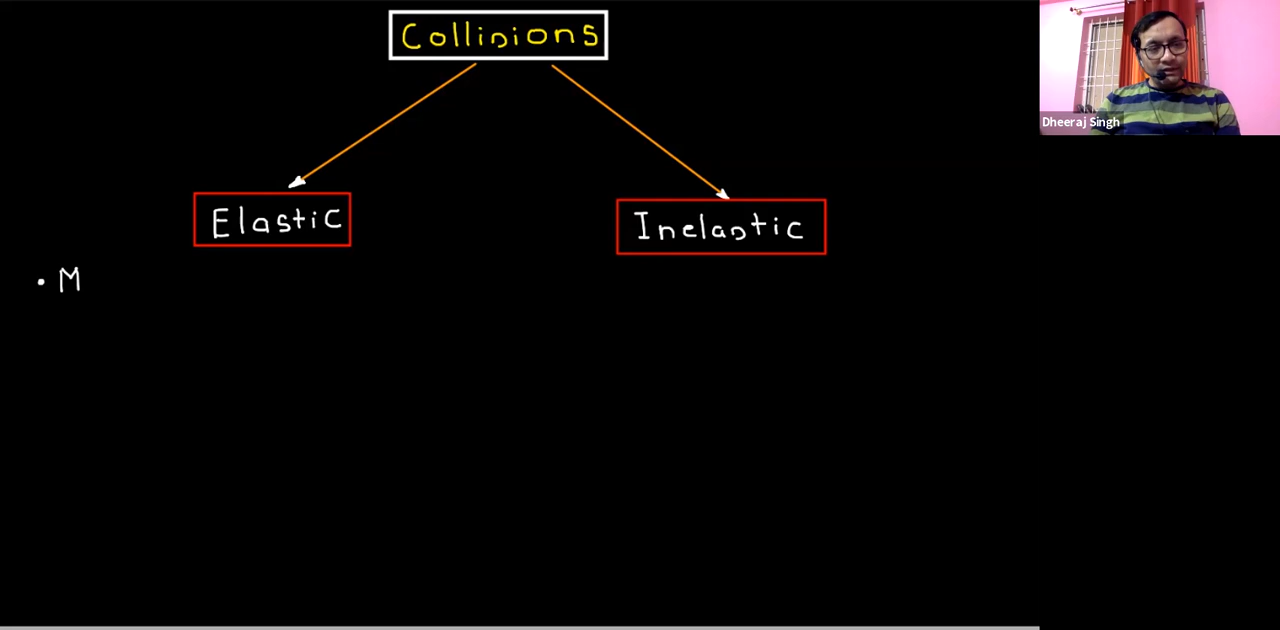 Collisions
Dheeraj Singh
Elastic
Inelastic
• M